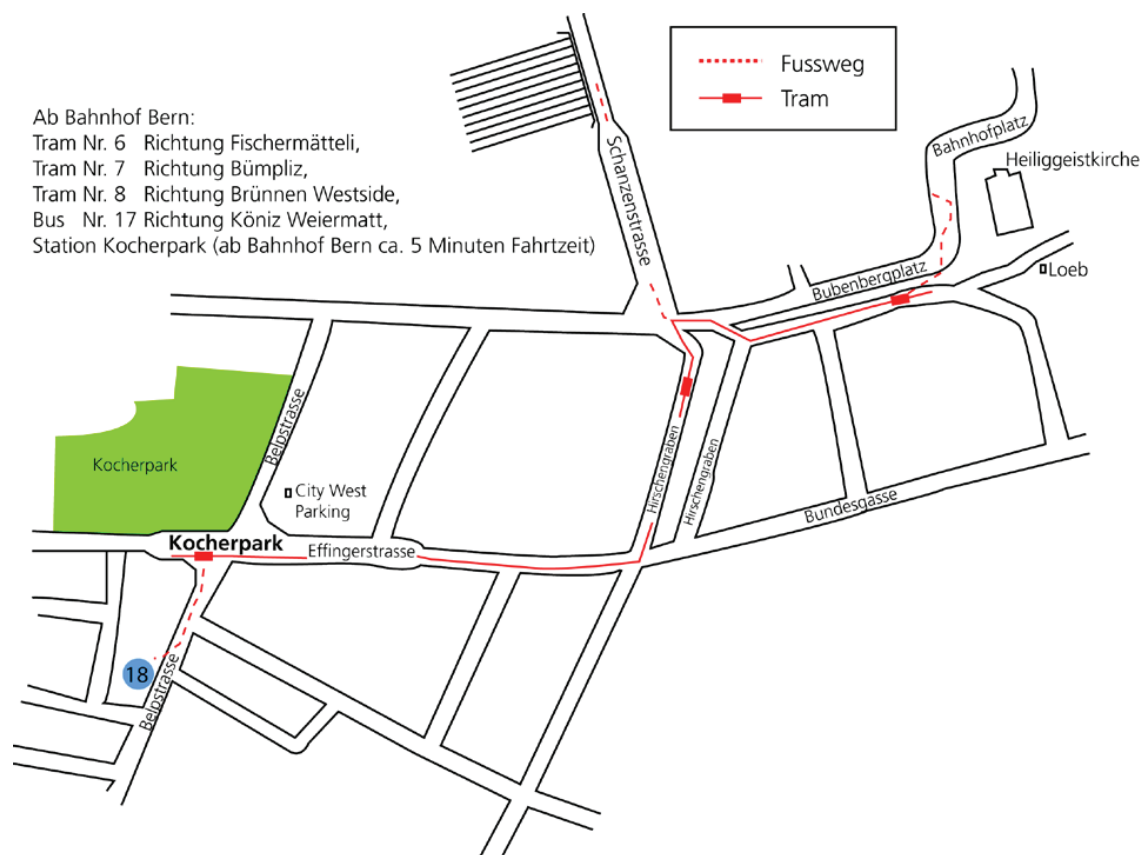 Ab Bahnhof Bern:
Tram Nr. 6 Richtung Fischermätteli,
Tram Nr. 7 Richtung Bümpliz,
Tram Nr. 8 Richtung Brünnen Westside,
Bus Nr. 17 Richtung Köniz Weiermatt,
Station Kocherpark (ab Bahnhof Bern ca. 5 Minuten Fahrtzeit)
Fussweg
Tram
Schanzenstrasse
Bahnhofplatz
Heiliggeistkirche
Loeb
Bubenbergplatz
Belpstrasse
Kocherpark
City West
Parking
Hirschengraben
Hirschengraben
Bundesgasse
Kocherpark
Effingerstrasse
18
Belpstrasse